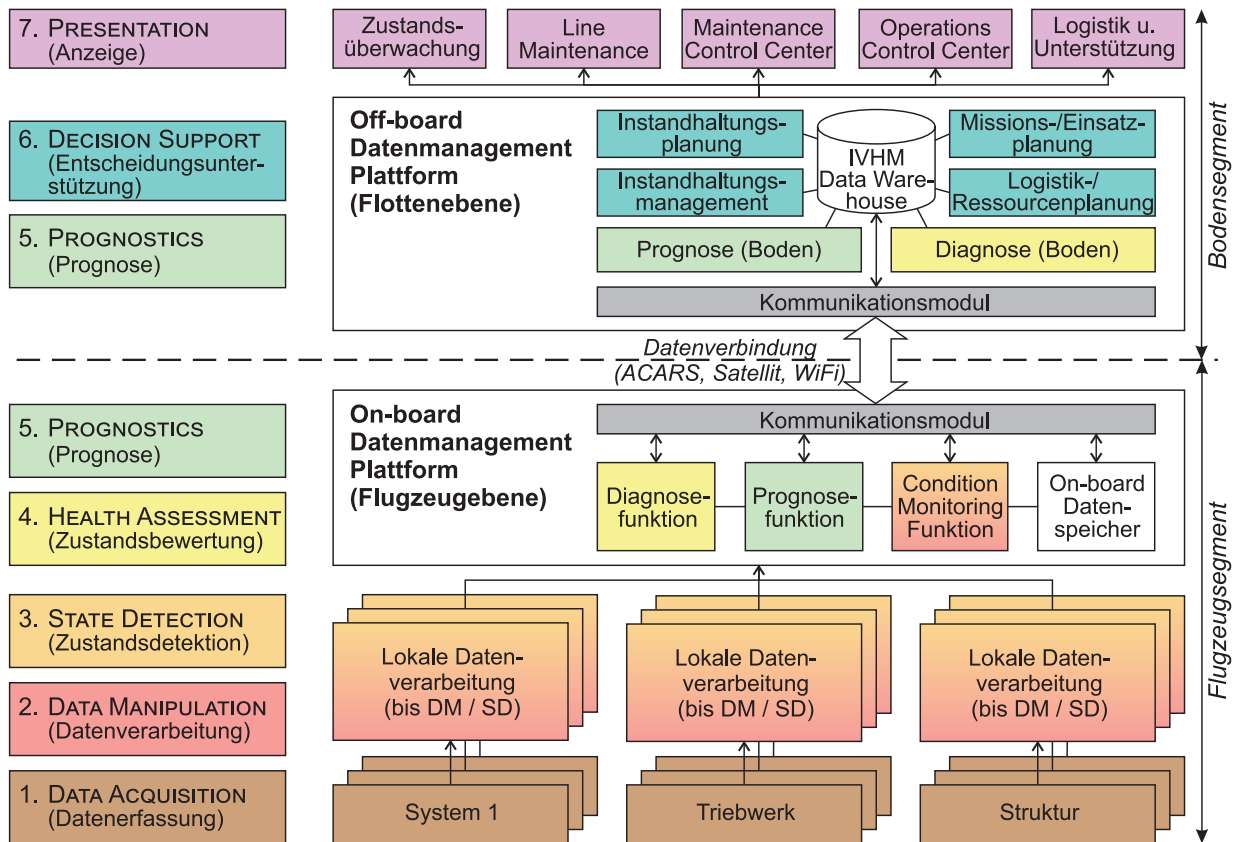 7. PRESENTATION
(Anzeige)
Zustands-
überwachung
Line
Maintenance
Maintenance
Control Center
Operations
Control Center
Logistik u.
Unterstützung
6. DECISION SUPPORT
(Entscheidungsunter-
stützung)
5. PROGNOSTICS
(Prognose)
Off-board
Datenmanagement
Plattform
(Flottenebene)
Instandhaltungs-
planung
Instandhaltungs-
management
IVHM
Data Ware-
house
Missions-/Einsatz-
planung
Logistik-/
Ressourcenplanung
Prognose (Boden)
Diagnose (Boden)
Kommunikationsmodul
Bodensegment
Datenverbindung
(ACARS, Satellit, WiFi)
5. PROGNOSTICS
(Prognose)
4. HEALTH ASSESSMENT
(Zustandsbewertung)
On-board
Datenmanagement
Plattform
(Flugzeugebene)
Kommunikationsmodul
Diagnose-
funktion
Prognose-
funktion
Condition
Monitoring
Funktion
On-board
Daten-
speicher
Flugzeugsegment
3. STATE DETECTION
(Zustandsdetektion)
2. DATA MANIPULATION
(Datenverarbeitung)
Lokale Daten-
verarbeitung
(bis DM / SD)
Lokale Daten-
verarbeitung
(bis DM / SD)
Lokale Daten-
verarbeitung
(bis DM / SD)
1. DATA ACQUISITION
(Datenerfassung)
System 1
Triebwerk
Struktur